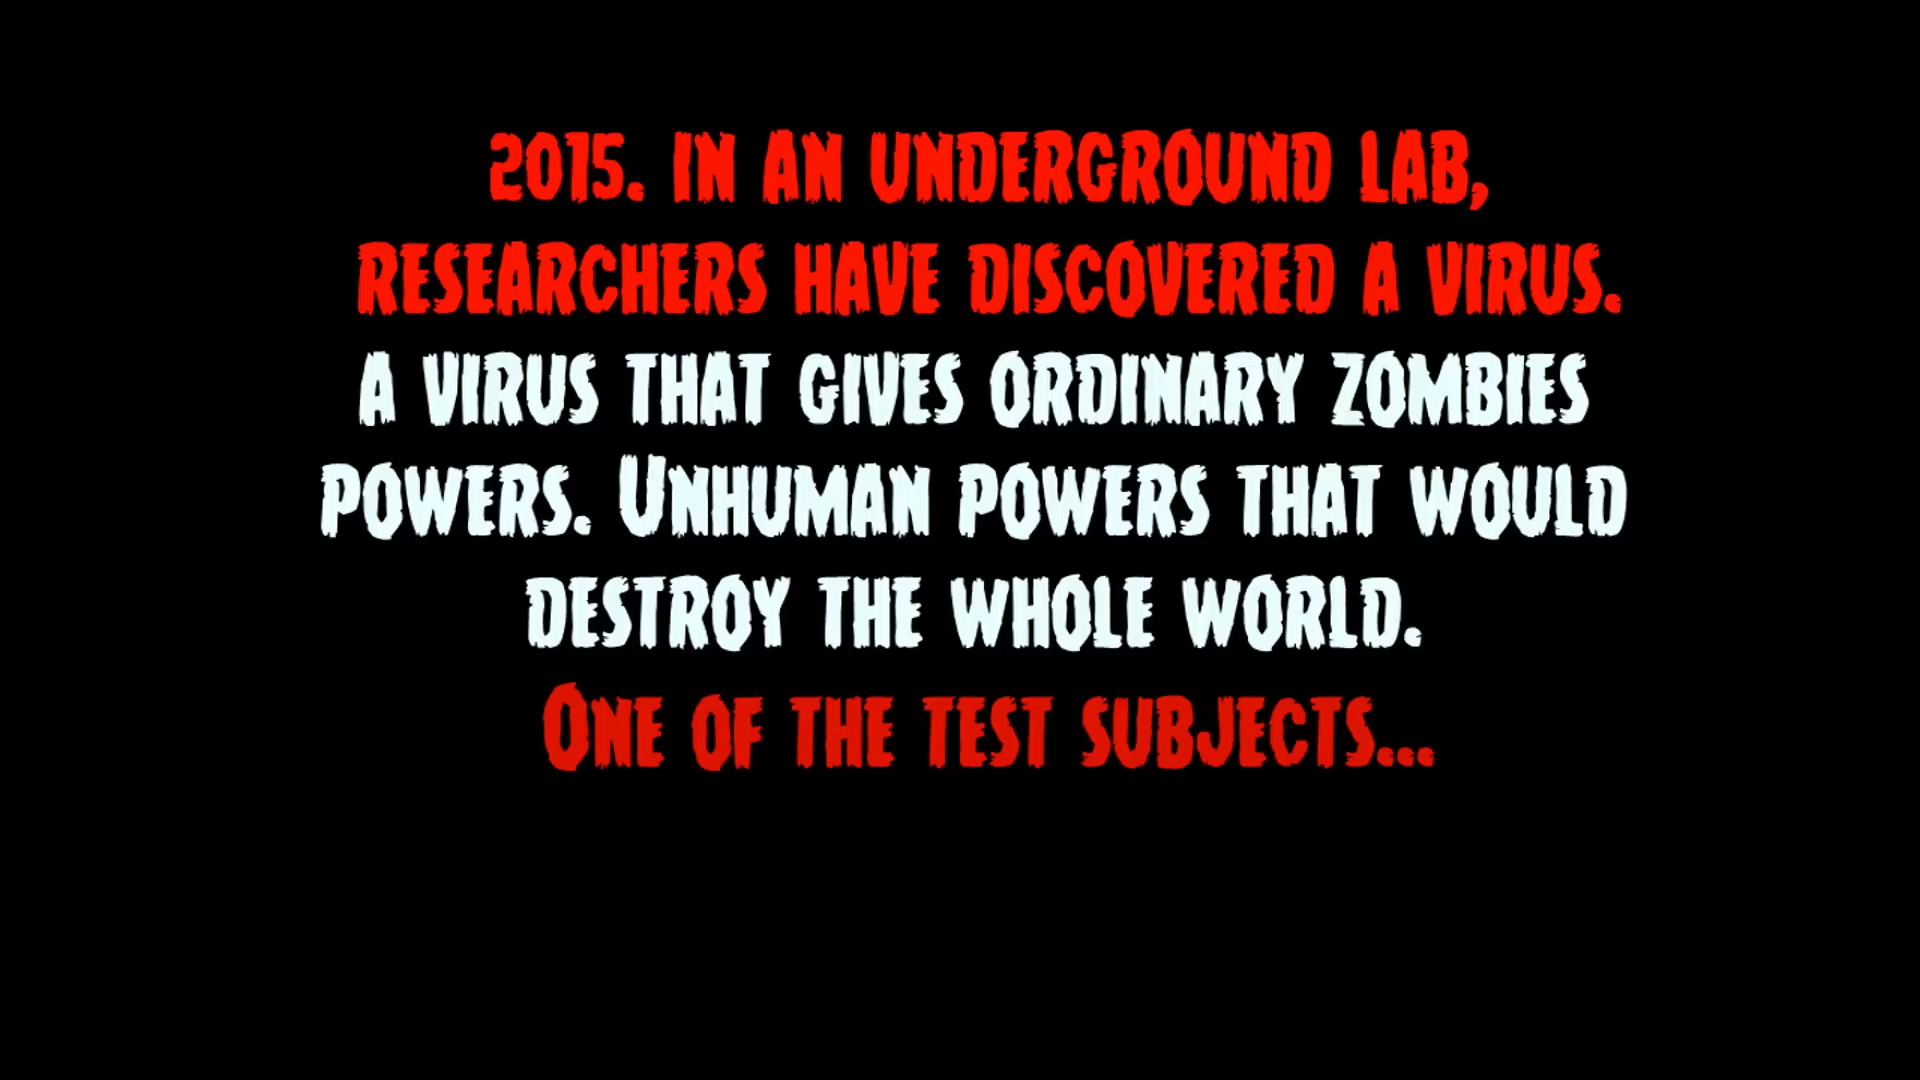 2015. In an underground lab,
researchers have discovered a virus.
A virus that gives ordinary zombies
powers. Unhuman powers that would
destroy the whole world.
One of the test subjects...